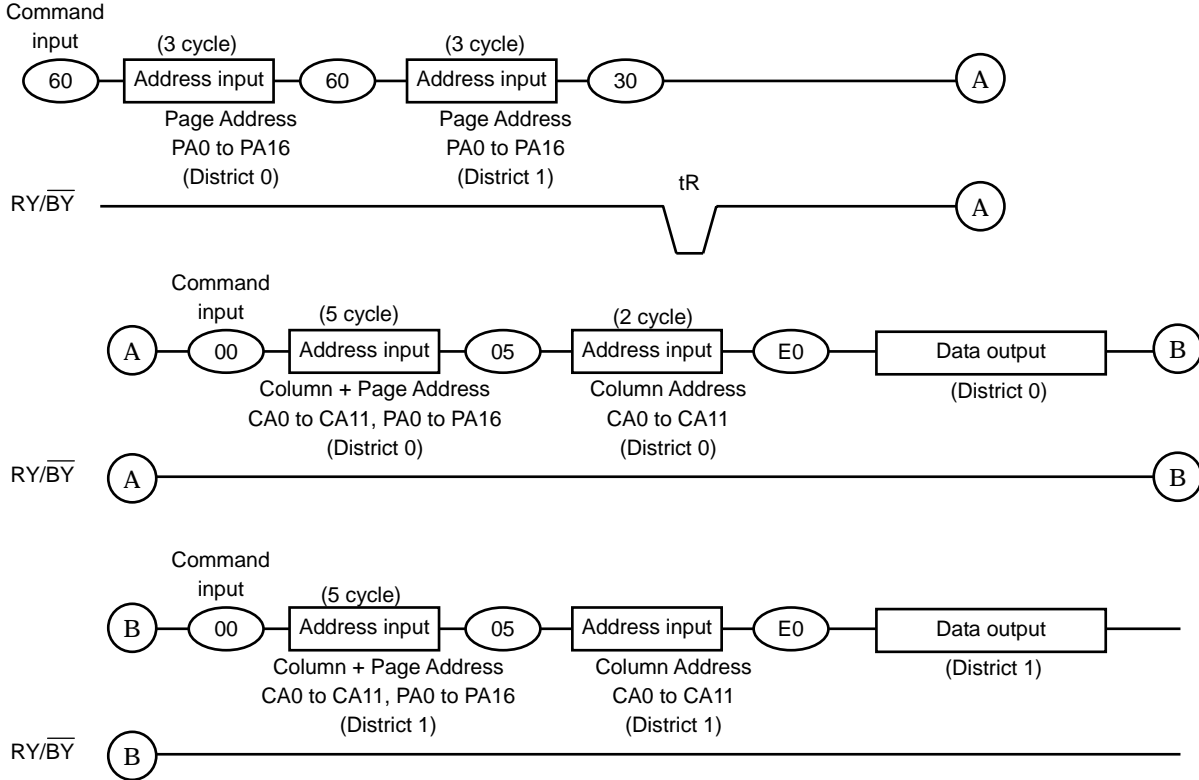 Command
input
(3 cycle) (3 cycle)
60 Address input 60 Address input 30 A
Page Address Page Address
PA0 to PA16 PA0 to PA16
(District 0) (District 1)
tR
RY/BY A
Command
input
(5 cycle) (2 cycle)
A 00 Address input 05 Address input E0 Data output B
Column + Page Address Column Address (District 0)
CA0 to CA11, PA0 to PA16 CA0 to CA11
(District 0) (District 0)
RY/BY A B
Command
input
(5 cycle)
B 00 Address input 05 Address input E0 Data output
Column + Page Address Column Address (District 1)
CA0 to CA11, PA0 to PA16 CA0 to CA11
(District 1) (District 1)
RY/BY B